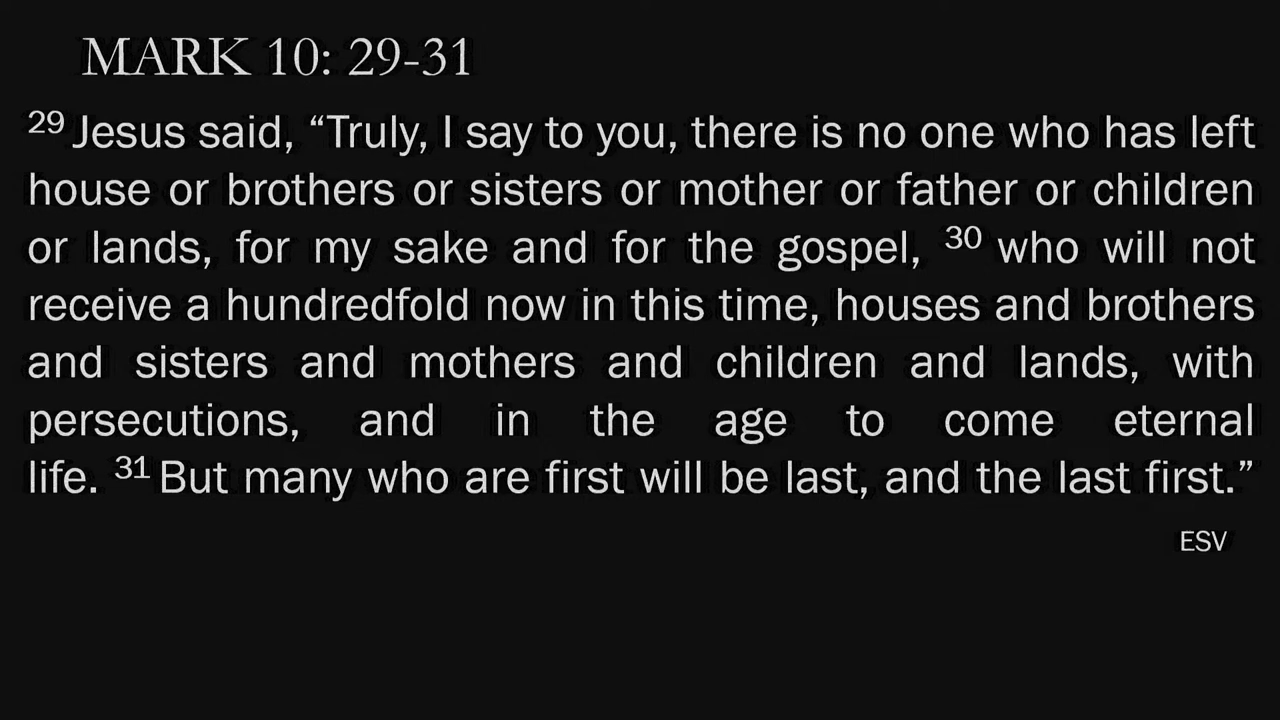 MARK 10: 29-31
29 Jesus said, “Truly, I say to you, there is no one who has left
house or brothers or sisters or mother or father or children
or lands, for my sake and for the gospel, 30 who will not
receive a hundredfold now in this time, houses and brothers
and sisters and mothers and children and lands, with
persecutions, and in the age to come eternal
life. 31 But many who are first will be last, and the last first.”
ESV